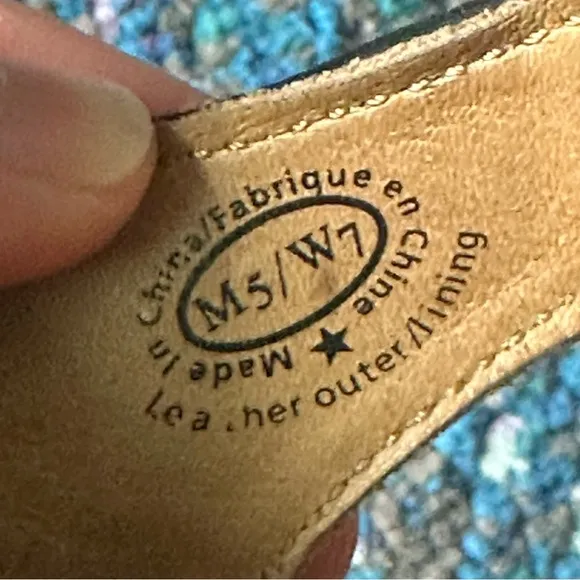 M5/W7
Made in China/Fabrique en Chine
Leather outer/lining